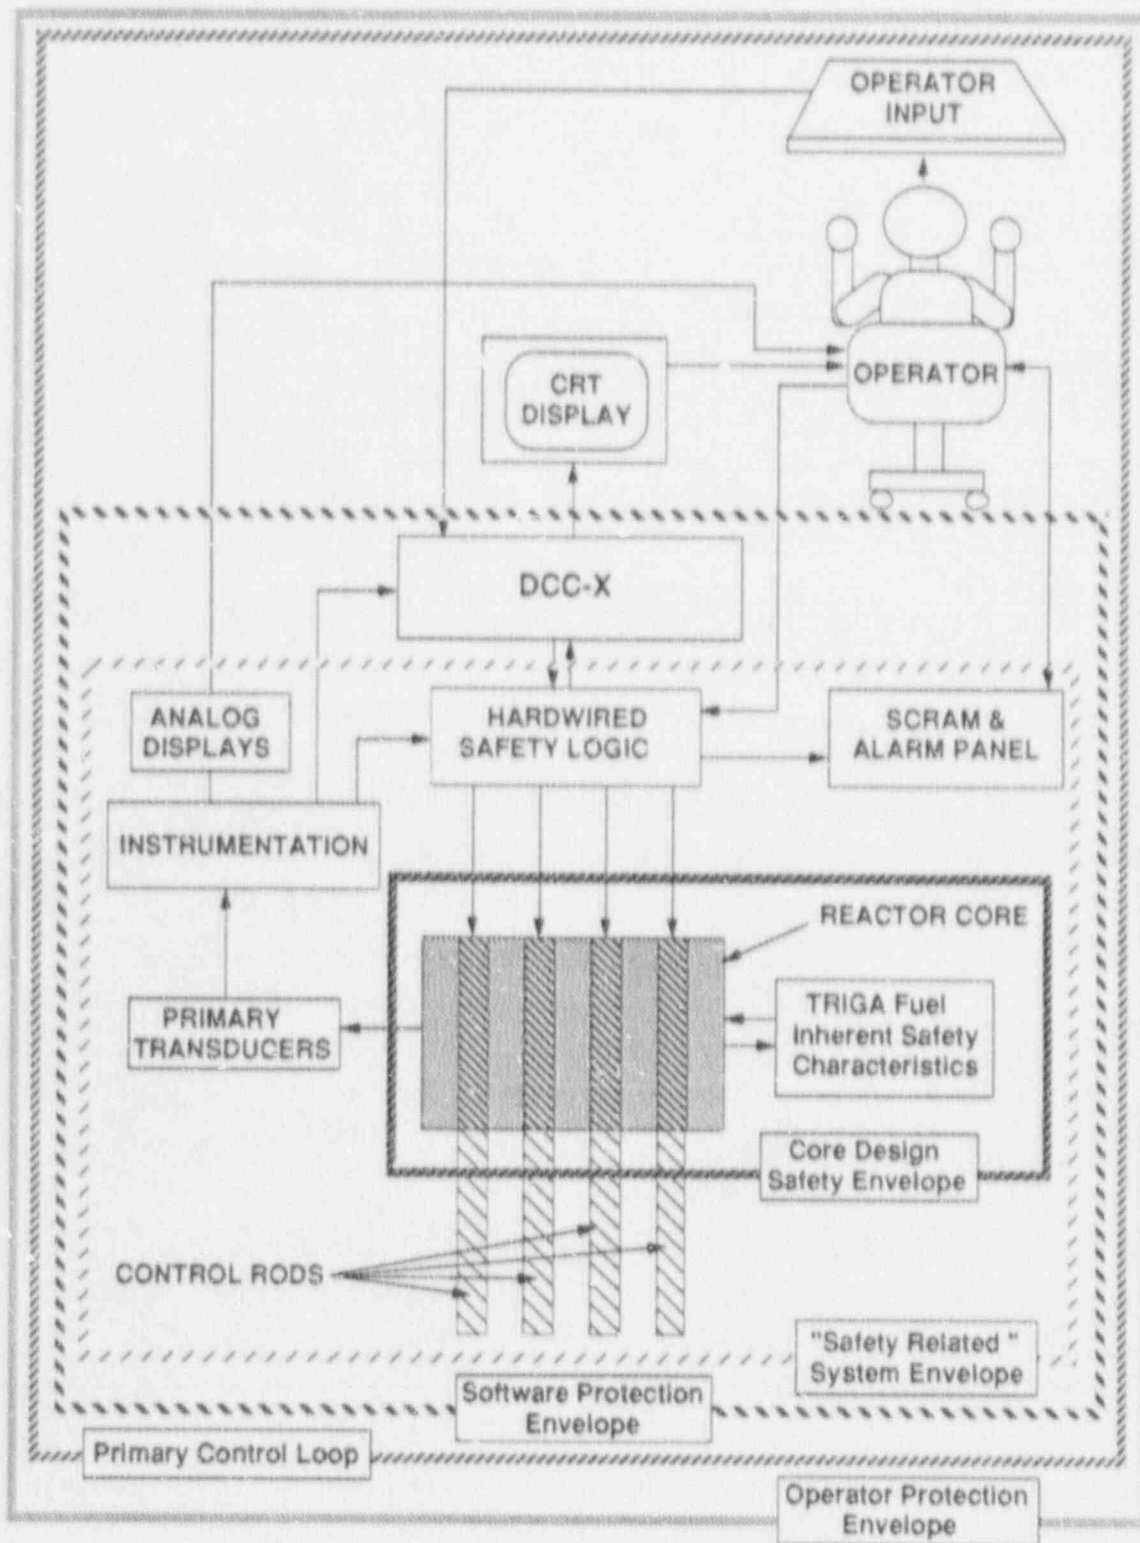 OPERATOR
INPUT
CRT
DISPLAY
OPERATOR
DCC-X
ANALOG
DISPLAYS
HARDWIRED
SAFETY LOGIC
SCRAM &
ALARM PANEL
INSTRUMENTATION
REACTOR CORE
PRIMARY
TRANSDUCERS
TRIGA Fuel
Inherent Safety
Characteristics
Core Design
Safety Envelope
CONTROL RODS
"Safety Related "
System Envelope
Software Protection
Envelope
Primary Control Loop
Operator Protection
Envelope